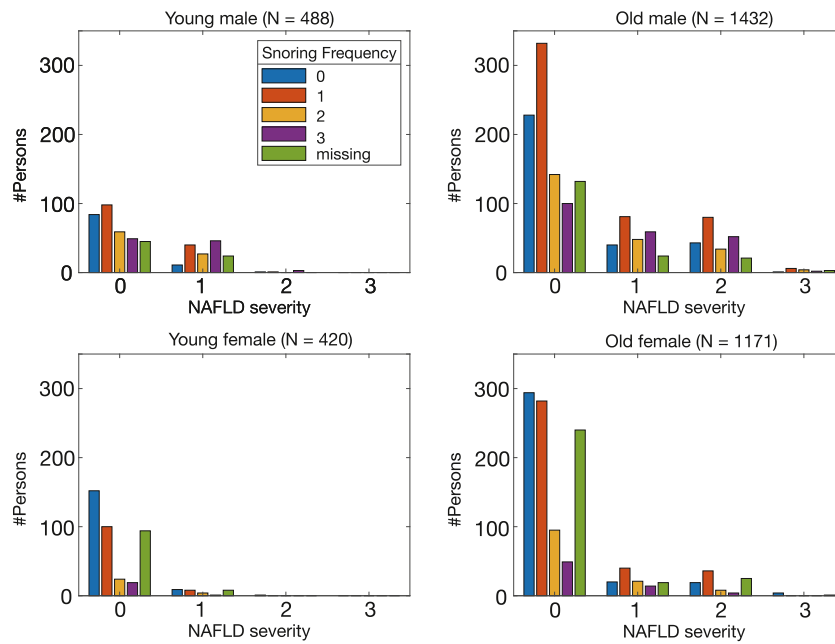 Young male (N = 488)
#Persons
300
200
100
0
Snoring Frequency
0
1
2
3
missing
0 1 2 3
NAFLD severity
Old male (N = 1432)
#Persons
300
200
100
0
0 1 2 3
NAFLD severity
Young female (N = 420)
#Persons
300
200
100
0
0 1 2 3
NAFLD severity
Old female (N = 1171)
#Persons
300
200
100
0
0 1 2 3
NAFLD severity